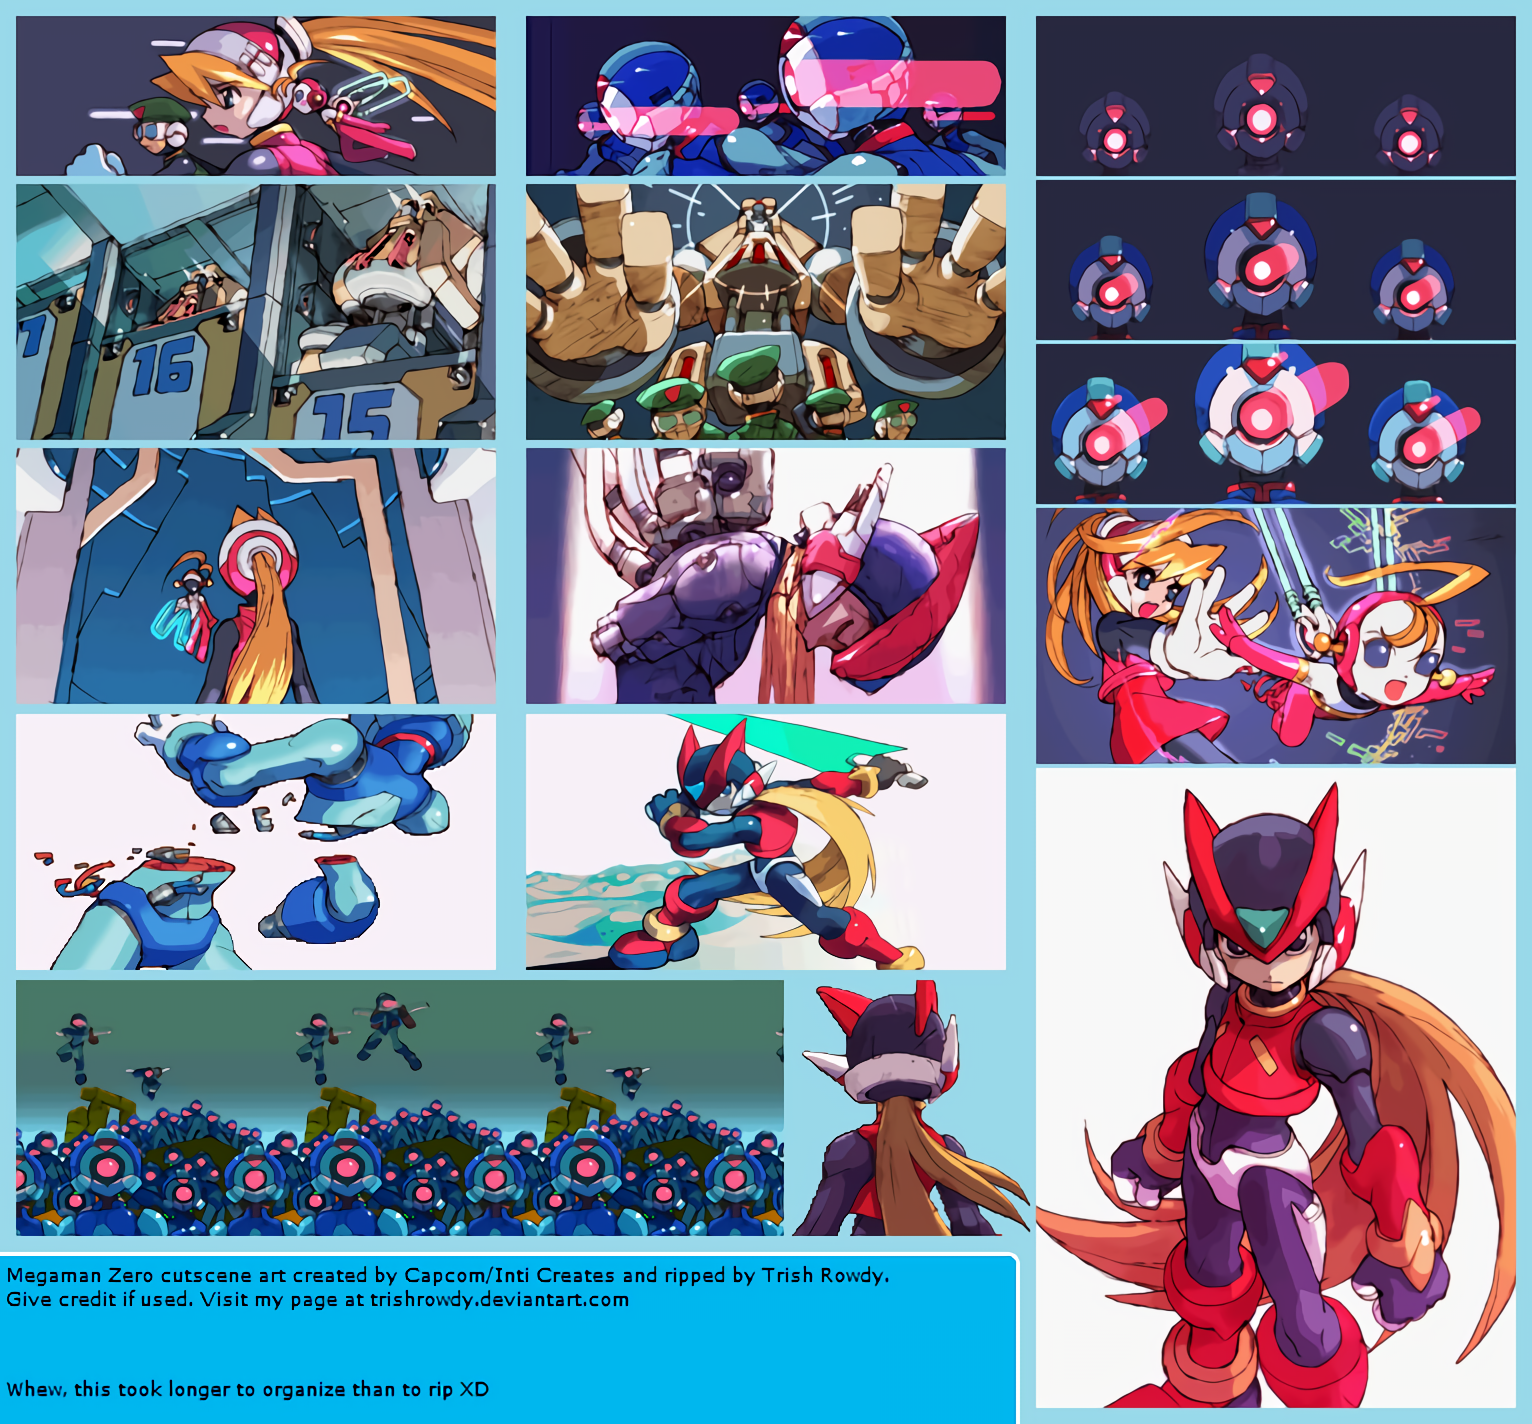 16
15
Megaman Zero cutscene art created by Capcom/Inti Creates and ripped by Trish Rowdy.
Give credit if used. Visit my page at trishrowdy.deviantart.com
Whew, this took longer to organize than to rip XD